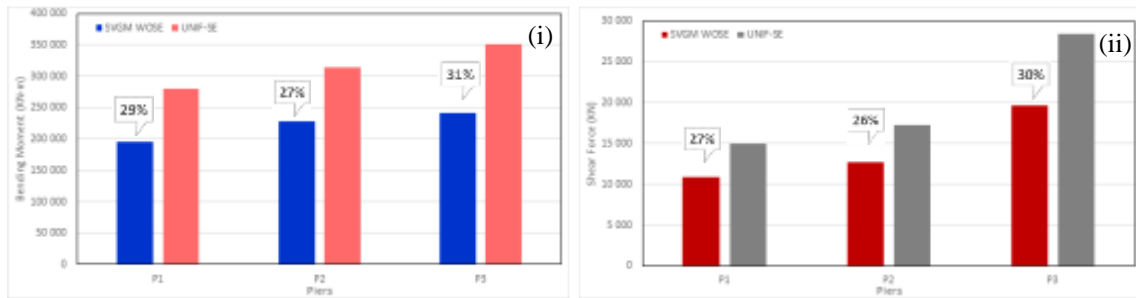 400 000
SVGM WOSE UNIF-SE
(i)
350 000
300 000
250 000
200 000
150 000
100 000
50 000
0
Bending Moment (KN-m)
29%
27%
31%
P1 P2 P3
Piers
30 000
SVGM WOSE UNIF-SE
(ii)
25 000
20 000
15 000
10 000
5 000
0
Shear Force (KN)
27%
26%
30%
P1 P2 P3
Piers